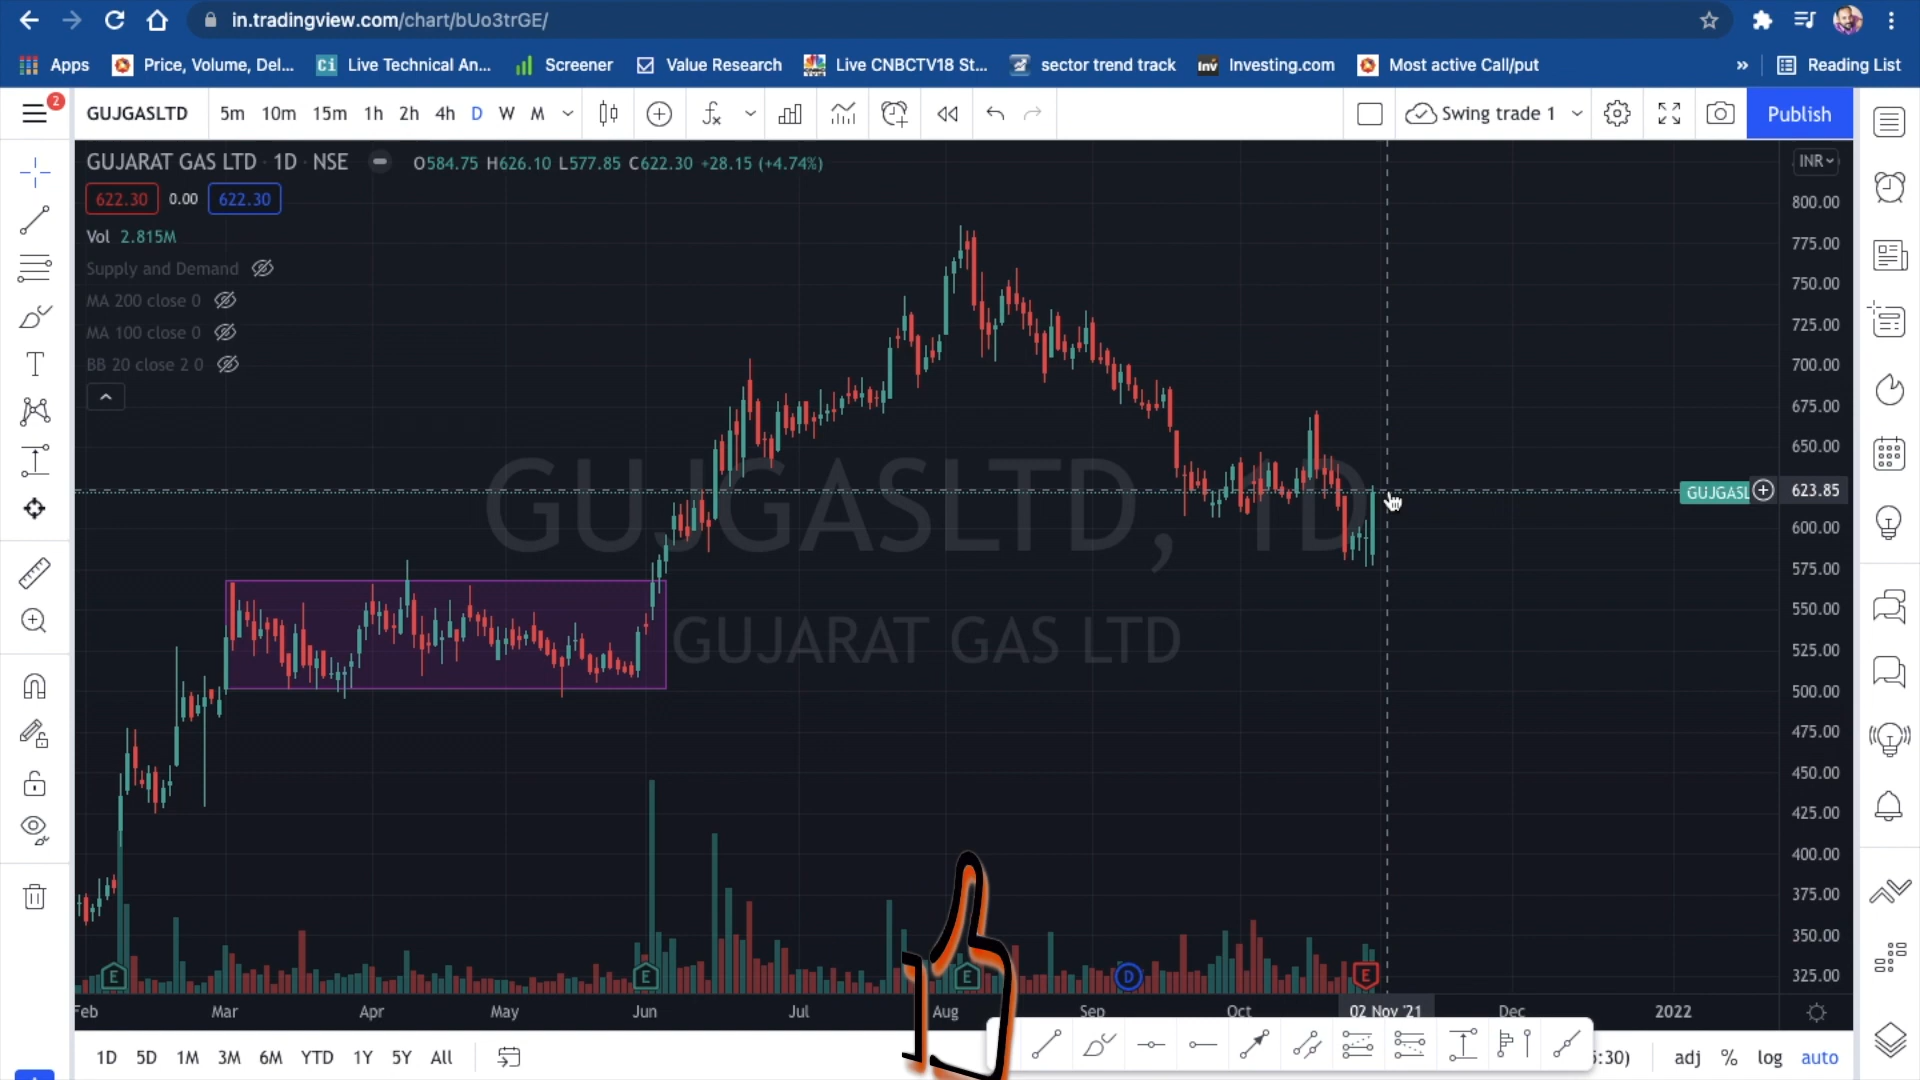 in.tradingview.com/chart/bUo3trGE/
Apps Price, Volume, Del... Ci Live Technical An... Screener Value Research Live CNBCTV18 St... sector trend track Inv Investing.com Most active Call/put » Reading List
2 GUJGASLTD 5m 10m 15m 1h 2h 4h D W M Swing trade 1 Publish
GUJARAT GAS LTD · 1D · NSE O584.75 H626.10 L577.85 C622.30 +28.15 (+4.74%) INR
622.30 0.00 622.30
Vol 2.815M
Supply and Demand
MA 200 close 0
MA 100 close 0
BB 20 close 2 0
800.00
775.00
750.00
725.00
700.00
675.00
650.00
GUJGASL 623.85
600.00
575.00
550.00
525.00
500.00
475.00
450.00
425.00
400.00
375.00
350.00
325.00
GUJGASLTD, 1D
GUJARAT GAS LTD
E E E D E
Feb Mar Apr May Jun Jul Aug Sep Oct 02 Nov '21 Dec 2022
1D 5D 1M 3M 6M YTD 1Y 5Y All 5:30) adj % log auto